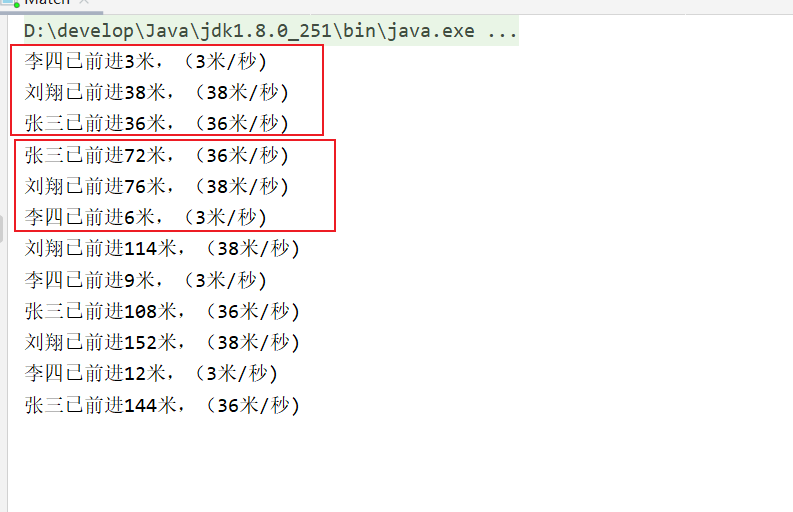 Match
D:\develop\Java\jdk1.8.0_251\bin\java.exe ...
李四已前进3米，（3米/秒)
刘翔已前进38米，（38米/秒)
张三已前进36米，（36米/秒)
张三已前进72米，（36米/秒)
刘翔已前进76米，（38米/秒)
李四已前进6米，（3米/秒)
刘翔已前进114米，（38米/秒)
李四已前进9米，（3米/秒)
张三已前进108米，（36米/秒)
刘翔已前进152米，（38米/秒)
李四已前进12米，（3米/秒)
张三已前进144米，（36米/秒)